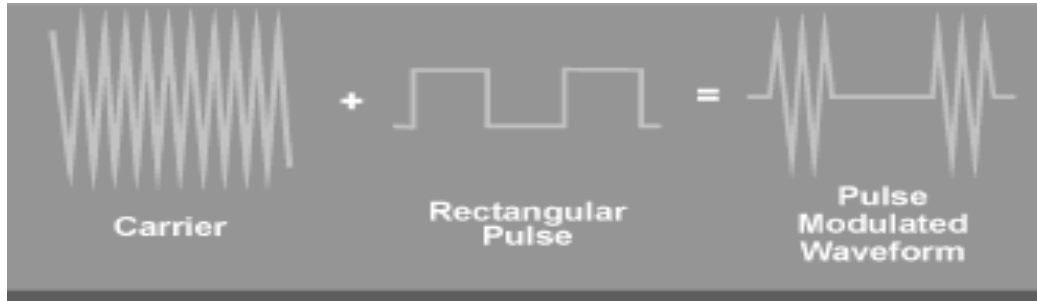 +
=
Carrier
Rectangular
Pulse
Pulse
Modulated
Waveform